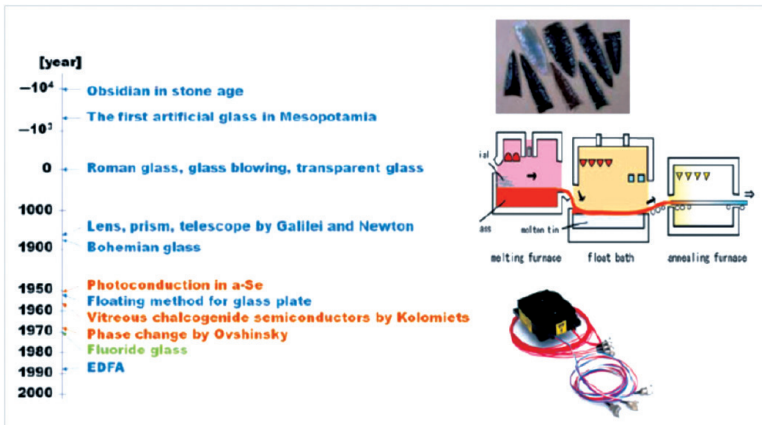 [year]
−10⁴
Obsidian in stone age
The first artificial glass in Mesopotamia
−10³
0
Roman glass, glass blowing, transparent glass
1000
Lens, prism, telescope by Galilei and Newton
1900
Bohemian glass
1950
Photoconduction in a-Se
Floating method for glass plate
1960
Vitreous chalcogenide semiconductors by Kolomiets
1970
Phase change by Ovshinsky
1980
Fluoride glass
1990
EDFA
2000
ial
ass
molton tin
melting furnace
float bath
annealing furnace